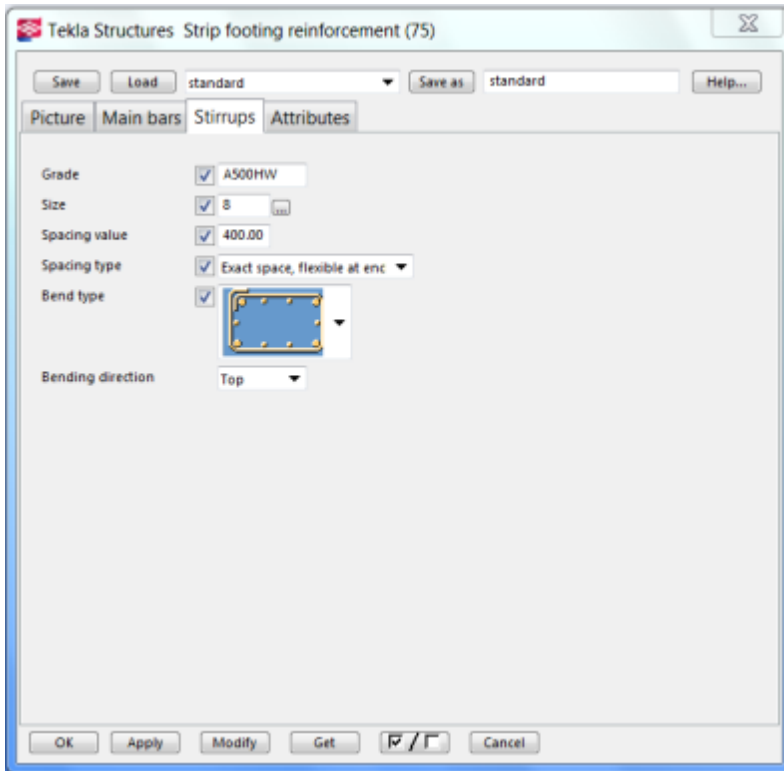 Tekla Structures Strip footing reinforcement (75)
Save Load standard Save as standard Help...
Picture Main bars Stirrups Attributes
Grade A500HW
Size 8 ...
Spacing value 400.00
Spacing type Exact space, flexible at enc
Bend type
Bending direction Top
OK Apply Modify Get / Cancel